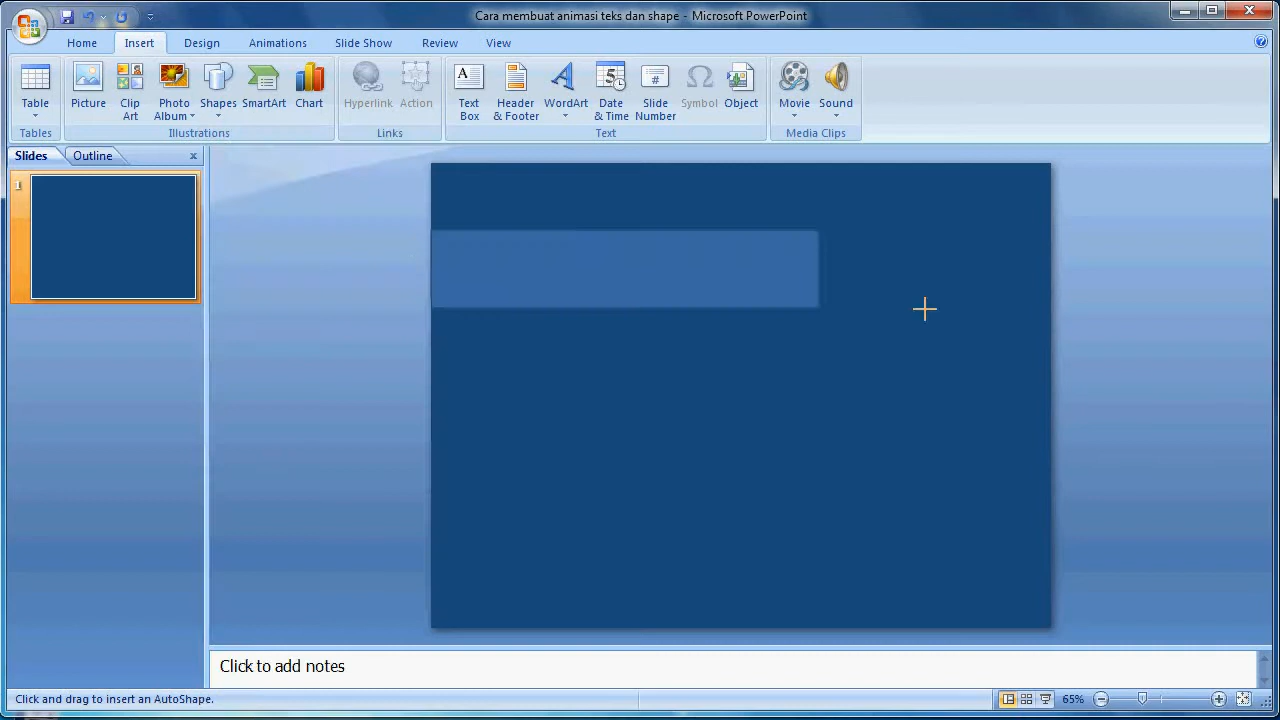 Cara membuat animasi teks dan shape - Microsoft PowerPoint
Home Insert Design Animations Slide Show Review View
Table Picture Clip Art Photo Album Shapes SmartArt Chart Hyperlink Action Text Box Header & Footer WordArt Date & Time Slide Number Symbol Object Movie Sound
Tables Illustrations Links Text Media Clips
Slides Outline x
1
Click to add notes
Click and drag to insert an AutoShape. 65%